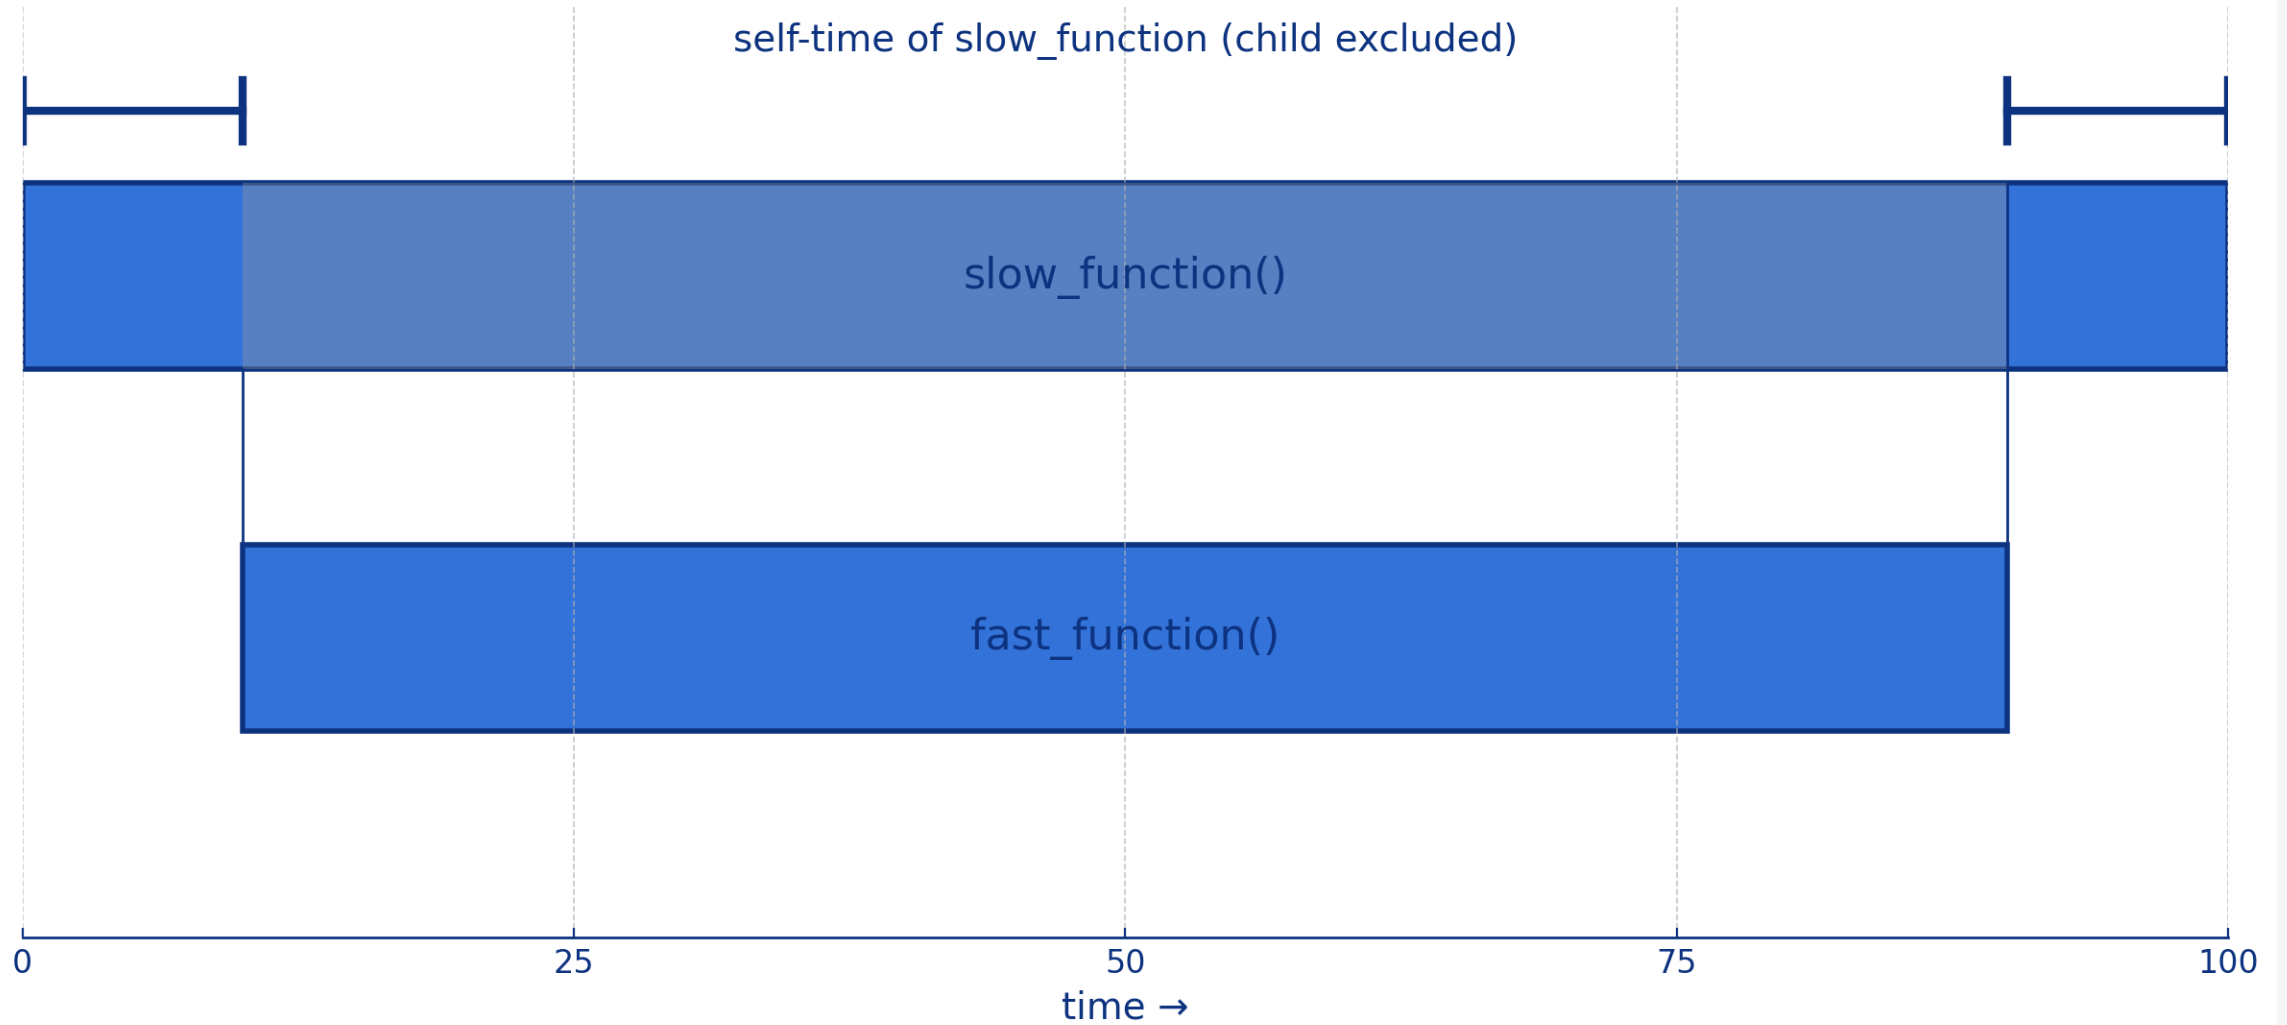 self-time of slow_function (child excluded)
slow_function()
fast_function()
0 25 50 75 100
time →